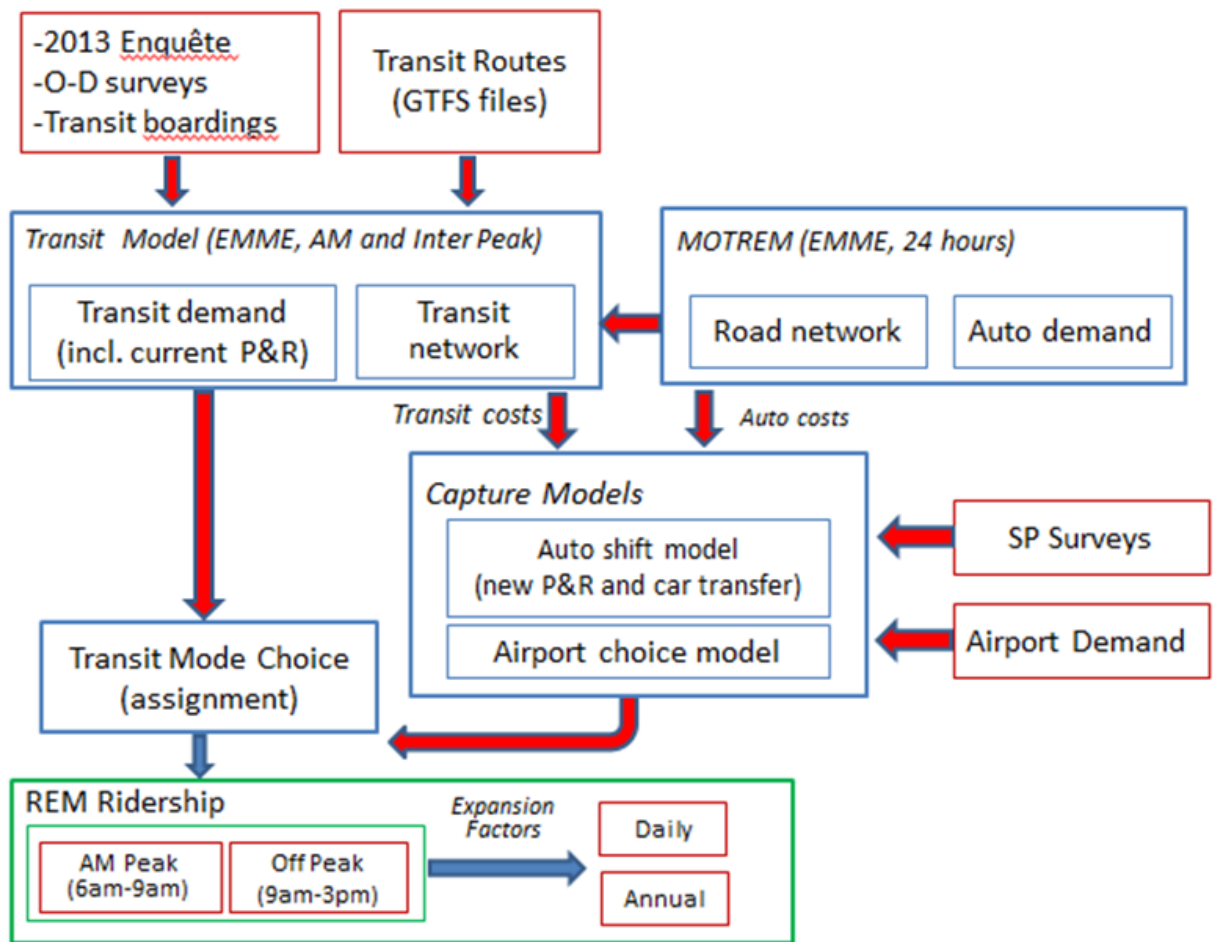 -2013 Enquête
-O-D surveys
-Transit boardings
Transit Routes
(GTFS files)
Transit Model (EMME, AM and Inter Peak)
Transit demand
(incl. current P&R)
Transit
network
MOTREM (EMME, 24 hours)
Road network
Auto demand
Transit costs
Auto costs
Capture Models
Auto shift model
(new P&R and car transfer)
Airport choice model
SP Surveys
Airport Demand
Transit Mode Choice
(assignment)
REM Ridership
AM Peak
(6am-9am)
Off Peak
(9am-3pm)
Expansion
Factors
Daily
Annual